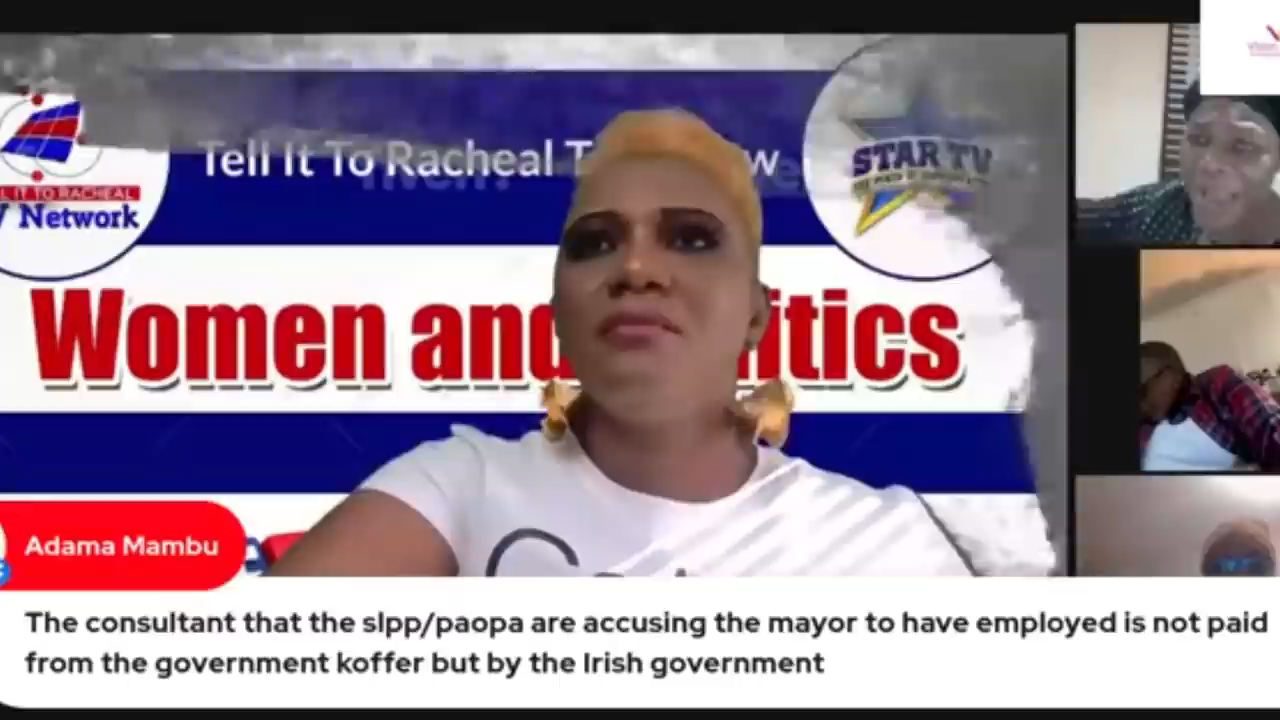 Tell It To Racheal T w
STAR TV
IT TO RACHEAL
Network
Women and itics
Adama Mambu
The consultant that the slpp/paopa are accusing the mayor to have employed is not paid
from the government koffer but by the Irish government